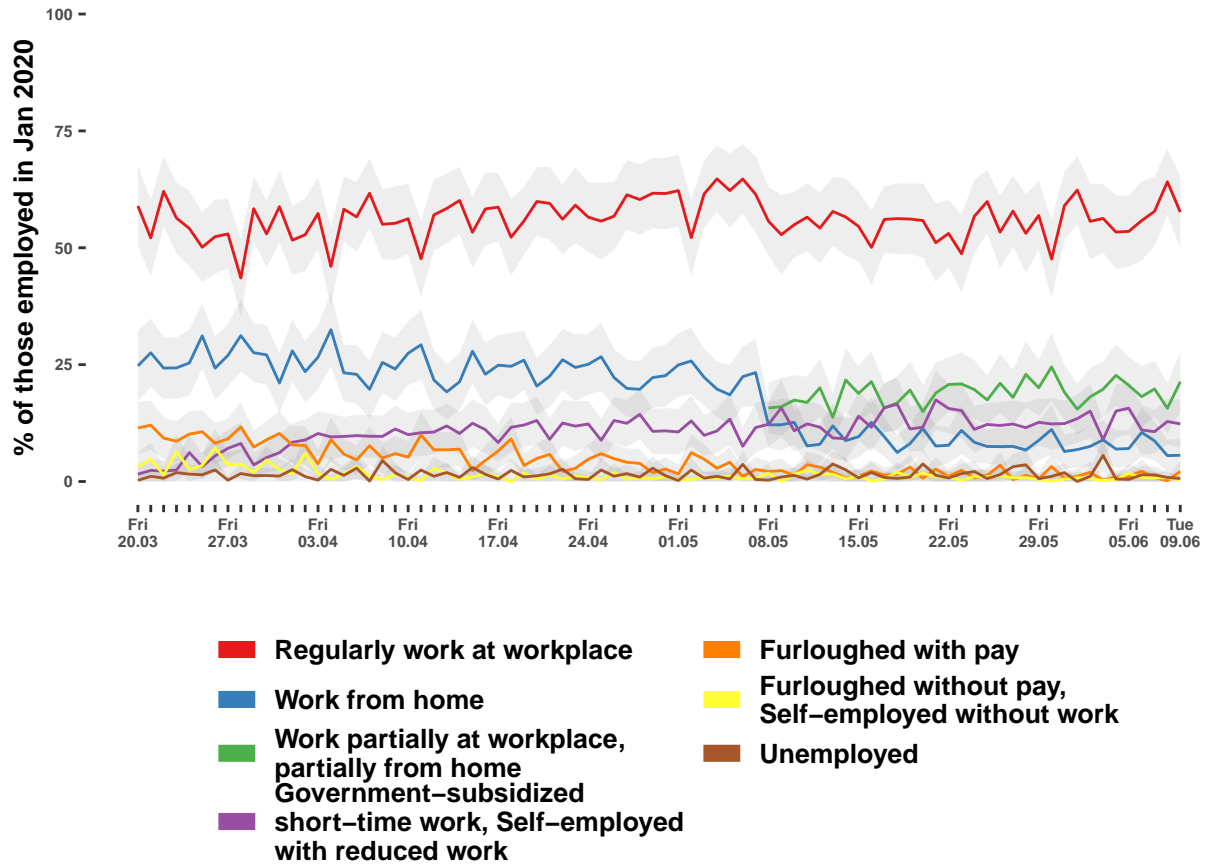 % of those employed in Jan 2020
100
75
50
25
0
Fri
20.03
Fri
27.03
Fri
03.04
Fri
10.04
Fri
17.04
Fri
24.04
Fri
01.05
Fri
08.05
Fri
15.05
Fri
22.05
Fri
29.05
Fri
05.06
Tue
09.06
Regularly work at workplace
Work from home
Work partially at workplace,
partially from home
Government−subsidized
short−time work, Self−employed
with reduced work
Furloughed with pay
Furloughed without pay,
Self−employed without work
Unemployed